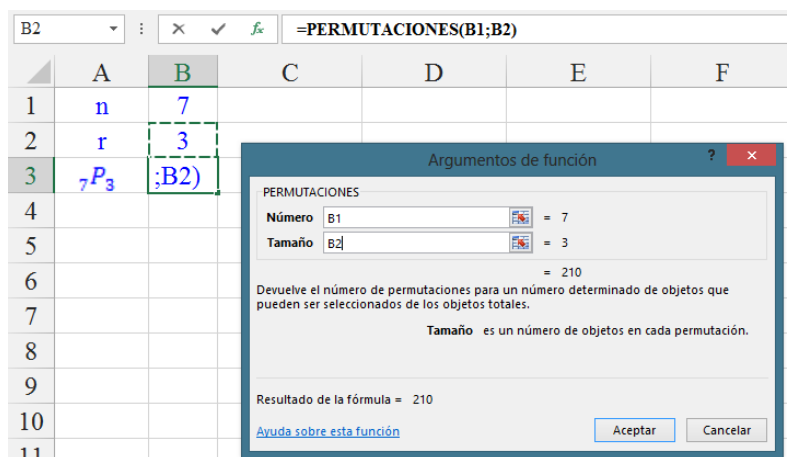 B2 fx =PERMUTACIONES(B1;B2)
A B C D E F
1 n 7
2 r 3
3 ₇P₃ ;B2)
Argumentos de función ?
4 PERMUTACIONES
Número B1 = 7
5 Tamaño B2 = 3
= 210
6 Devuelve el número de permutaciones para un número determinado de objetos que
7 pueden ser seleccionados de los objetos totales.
Tamaño es un número de objetos en cada permutación.
8
9
Resultado de la fórmula = 210
10 Ayuda sobre esta función Aceptar Cancelar
11